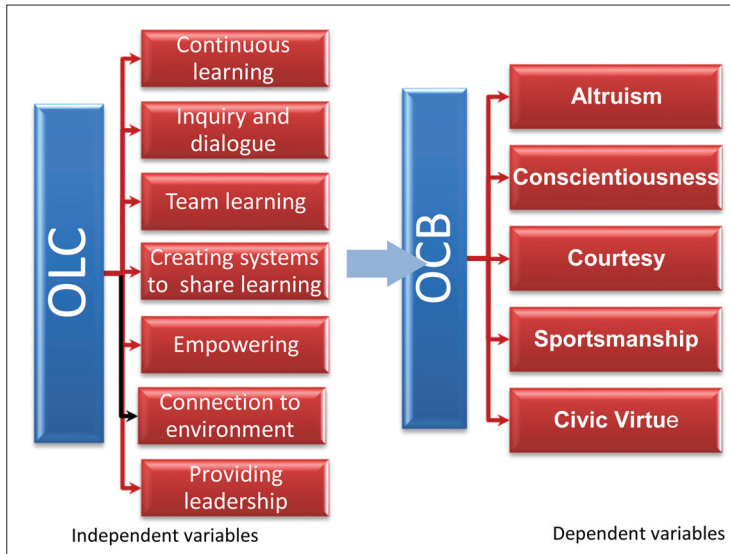 OLC
Continuous
learning
Inquiry and
dialogue
Team learning
Creating systems
to share learning
Empowering
Connection to
environment
Providing
leadership
Independent variables
OCB
Altruism
Conscientiousness
Courtesy
Sportsmanship
Civic Virtue
Dependent variables